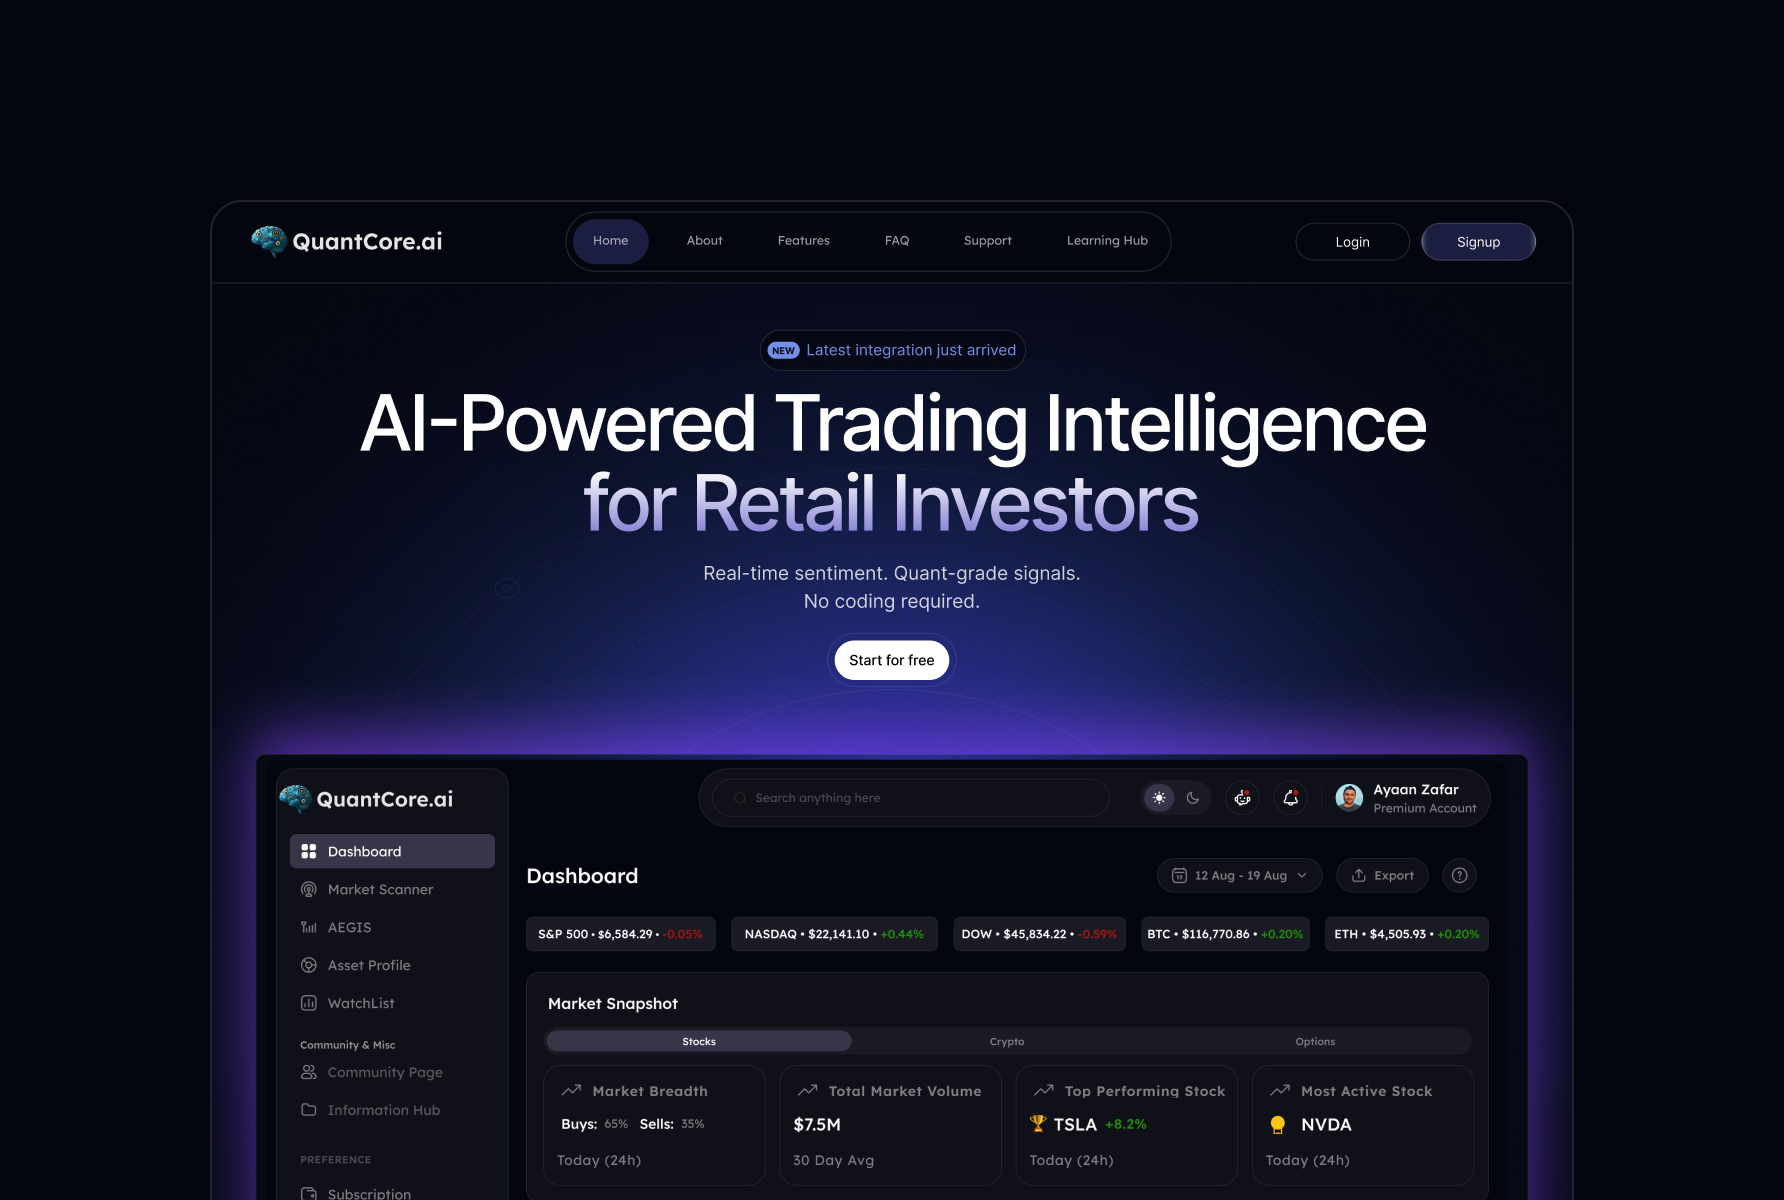 QuantCore.ai
Home About Features FAQ Support Learning Hub
Login Signup
NEW Latest integration just arrived
AI-Powered Trading Intelligence
for Retail Investors
Real-time sentiment. Quant-grade signals.
No coding required.
Start for free
QuantCore.ai
Search anything here
Ayaan Zafar
Premium Account
Dashboard
Market Scanner
AEGIS
Asset Profile
WatchList
Community & Misc
Community Page
Information Hub
PREFERENCE
Subscription
Dashboard
12 Aug - 19 Aug Export
S&P 500 • $6,584.29 • -0.05% NASDAQ • $22,141.10 • +0.44% DOW • $45,834.22 • -0.59% BTC • $116,770.86 • +0.20% ETH • $4,505.93 • +0.20%
Market Snapshot
Stocks Crypto Options
Market Breadth
Buys: 65% Sells: 35%
Today (24h)
Total Market Volume
$7.5M
30 Day Avg
Top Performing Stock
TSLA +8.2%
Today (24h)
Most Active Stock
NVDA
Today (24h)